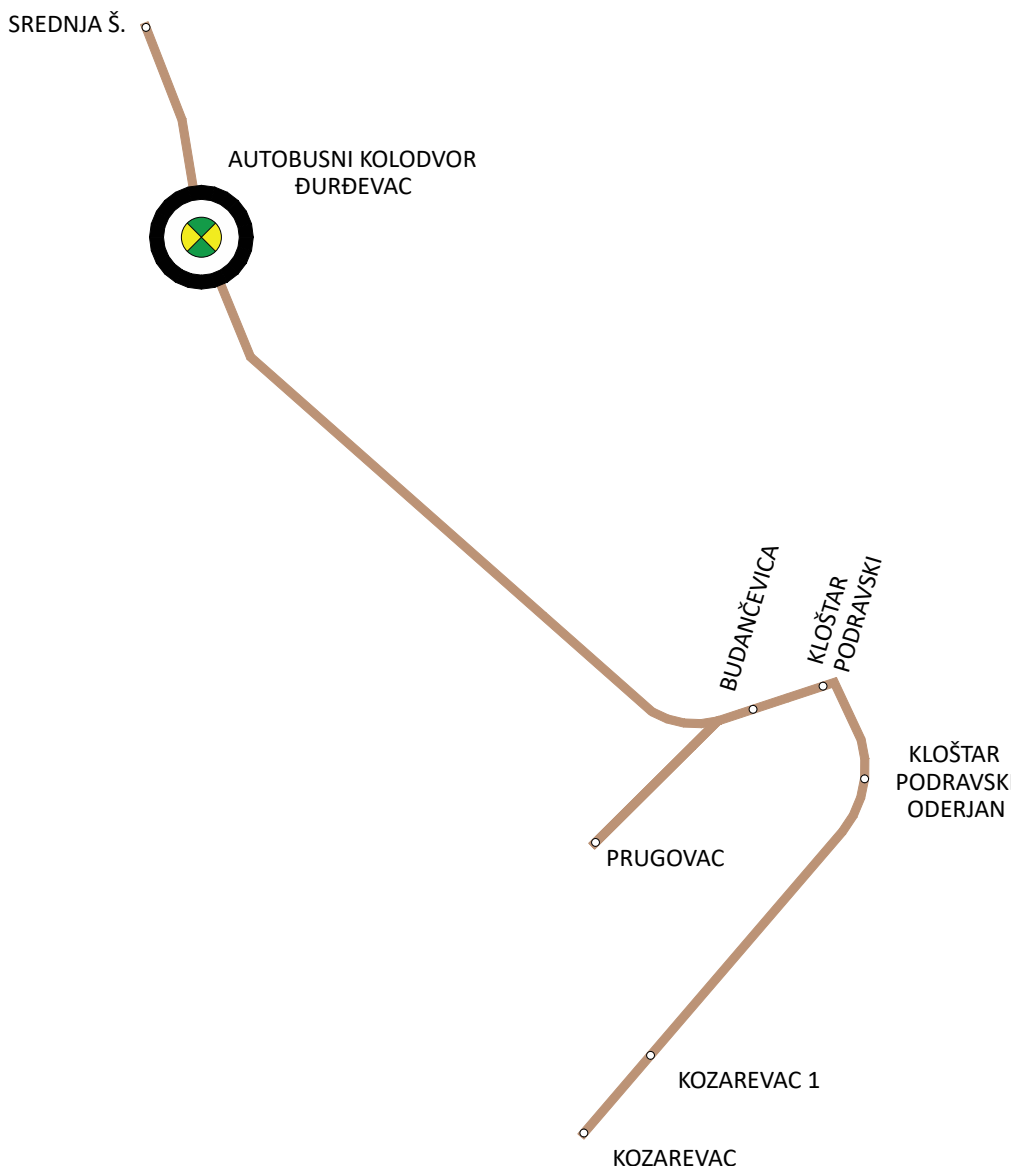 SREDNJA Š.
AUTOBUSNI KOLODVOR
ĐURĐEVAC
BUDANČEVICA
KLOŠTAR
PODRAVSKI
KLOŠTAR
PODRAVSKI
ODERJAN
PRUGOVAC
KOZAREVAC 1
KOZAREVAC